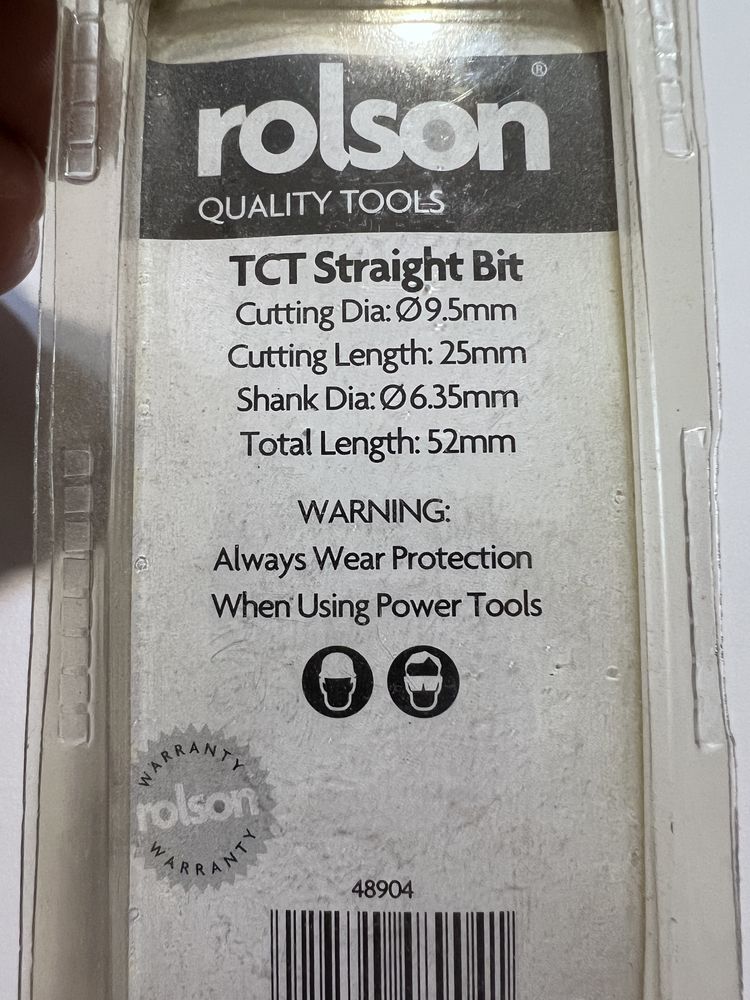 rolson®
QUALITY TOOLS
TCT Straight Bit
Cutting Dia: Ø9.5mm
Cutting Length: 25mm
Shank Dia: Ø6.35mm
Total Length: 52mm
WARNING:
Always Wear Protection
When Using Power Tools
WARRANTY
rolson
WARRANTY
48904